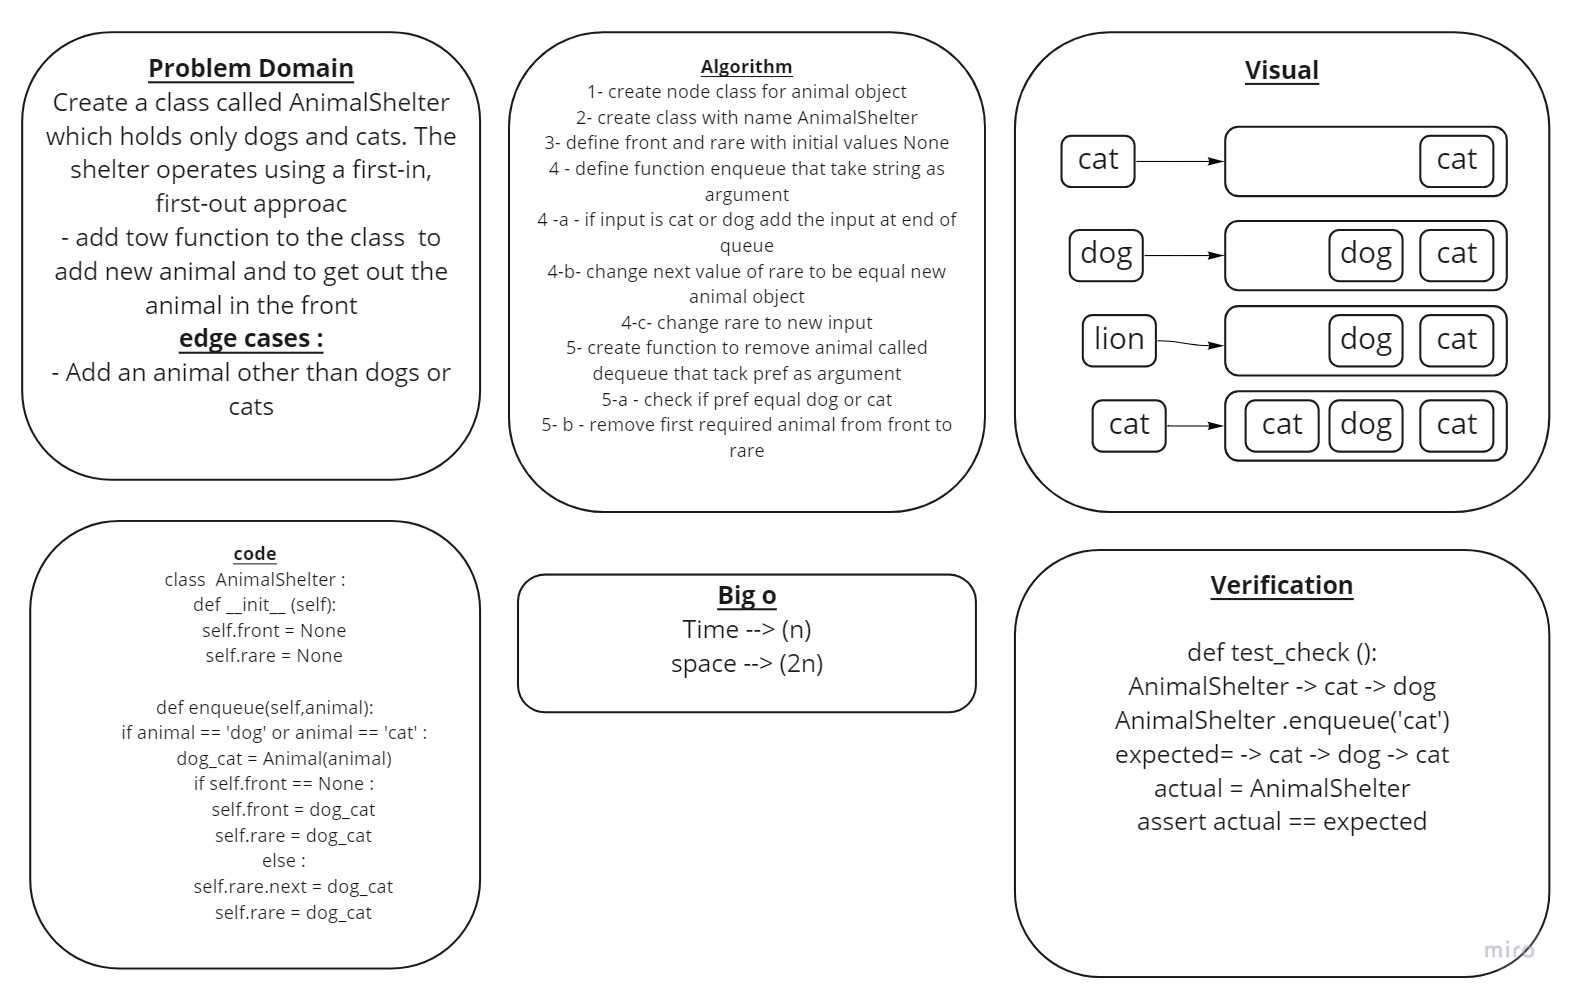 Problem Domain
Create a class called AnimalShelter
which holds only dogs and cats. The
shelter operates using a first-in,
first-out approac
- add tow function to the class  to
add new animal and to get out the
animal in the front
edge cases :
- Add an animal other than dogs or
cats
Algorithm
1- create node class for animal object
2- create class with name AnimalShelter
3- define front and rare with initial values None
4 - define function enqueue that take string as
argument
4 -a - if input is cat or dog add the input at end of
queue
4-b- change next value of rare to be equal new
animal object
4-c- change rare to new input
5- create function to remove animal called
dequeue that tack pref as argument
5-a - check if pref equal dog or cat
5- b - remove first required animal from front to
rare
Visual
cat cat
dog dog cat
lion dog cat
cat cat dog cat
code
class  AnimalShelter :
def __init__ (self):
self.front = None
self.rare = None
def enqueue(self,animal):
if animal == 'dog' or animal == 'cat' :
dog_cat = Animal(animal)
if self.front == None :
self.front = dog_cat
self.rare = dog_cat
else :
self.rare.next = dog_cat
self.rare = dog_cat
Big o
Time --> (n)
space --> (2n)
Verification
def test_check ():
AnimalShelter -> cat -> dog
AnimalShelter .enqueue('cat')
expected= -> cat -> dog -> cat
actual = AnimalShelter
assert actual == expected
miro